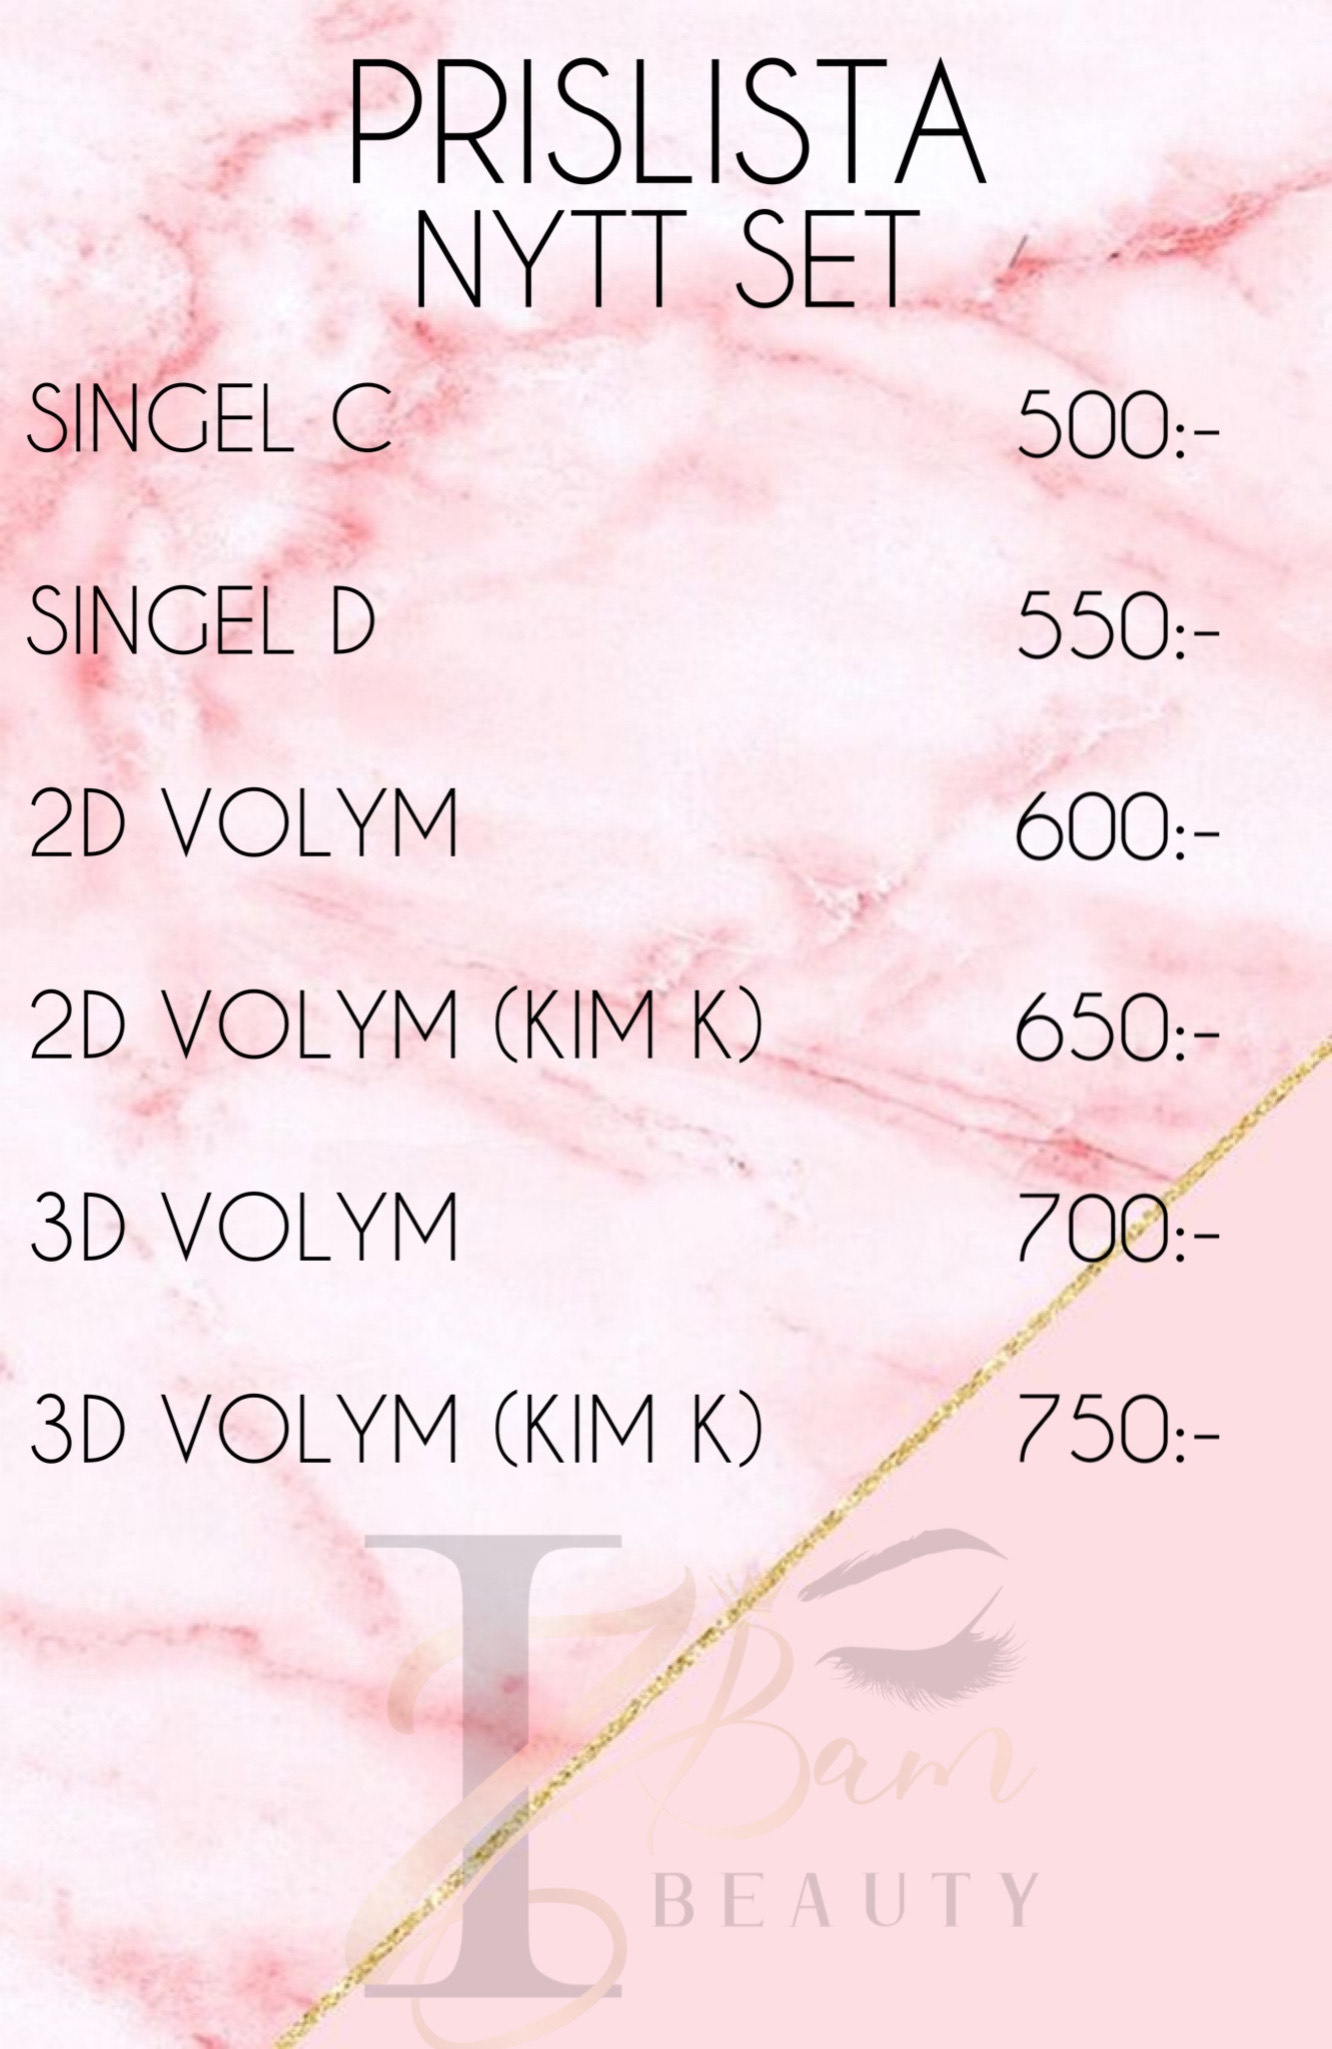 PRISLISTA
NYTT SET
SINGEL C 500:-
SINGEL D 550:-
2D VOLYM 600:-
2D VOLYM (KIM K) 650:-
3D VOLYM 700:-
3D VOLYM (KIM K) 750:-
Bam
BEAUTY